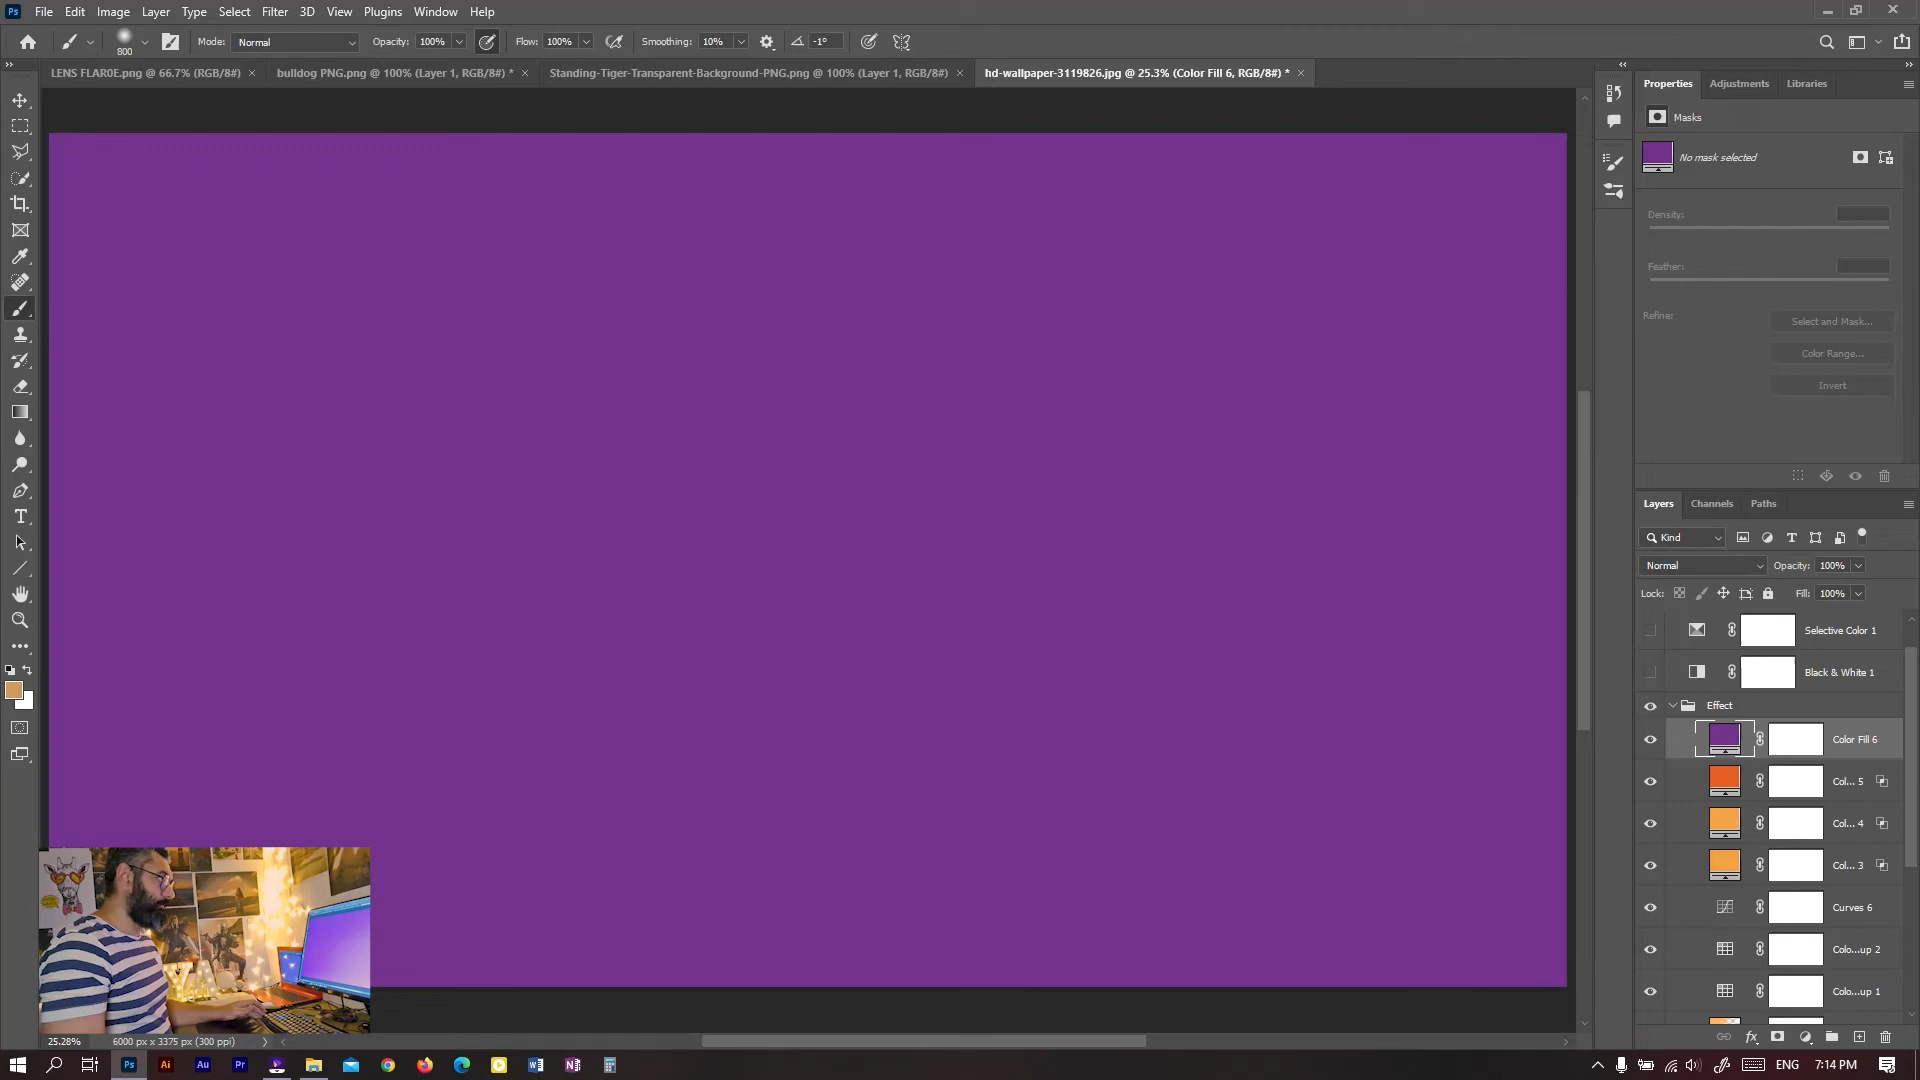 Ps File Edit Image Layer Type Select Filter 3D View Plugins Window Help
800 Mode: Normal Opacity: 100% Flow: 100% Smoothing: 10% -1°
LENS FLAR0E.png @ 66.7% (RGB/8#) × bulldog PNG.png @ 100% (Layer 1, RGB/8#) * × Standing-Tiger-Transparent-Background-PNG.png @ 100% (Layer 1, RGB/8#) × hd-wallpaper-3119826.jpg @ 25.3% (Color Fill 6, RGB/8#) * ×
Properties Adjustments Libraries
Masks
No mask selected
Density:
Feather:
Refine: Select and Mask...
Color Range...
Invert
Layers Channels Paths
Kind
Normal Opacity: 100%
Lock: Fill: 100%
Selective Color 1
Black & White 1
Effect
Color Fill 6
Col... 5
Col... 4
Col... 3
Curves 6
Colo...up 2
Colo...up 1
YA
25.28% 6000 px x 3375 px (300 ppi)
Ps Ai Au Pr ENG 7:14 PM